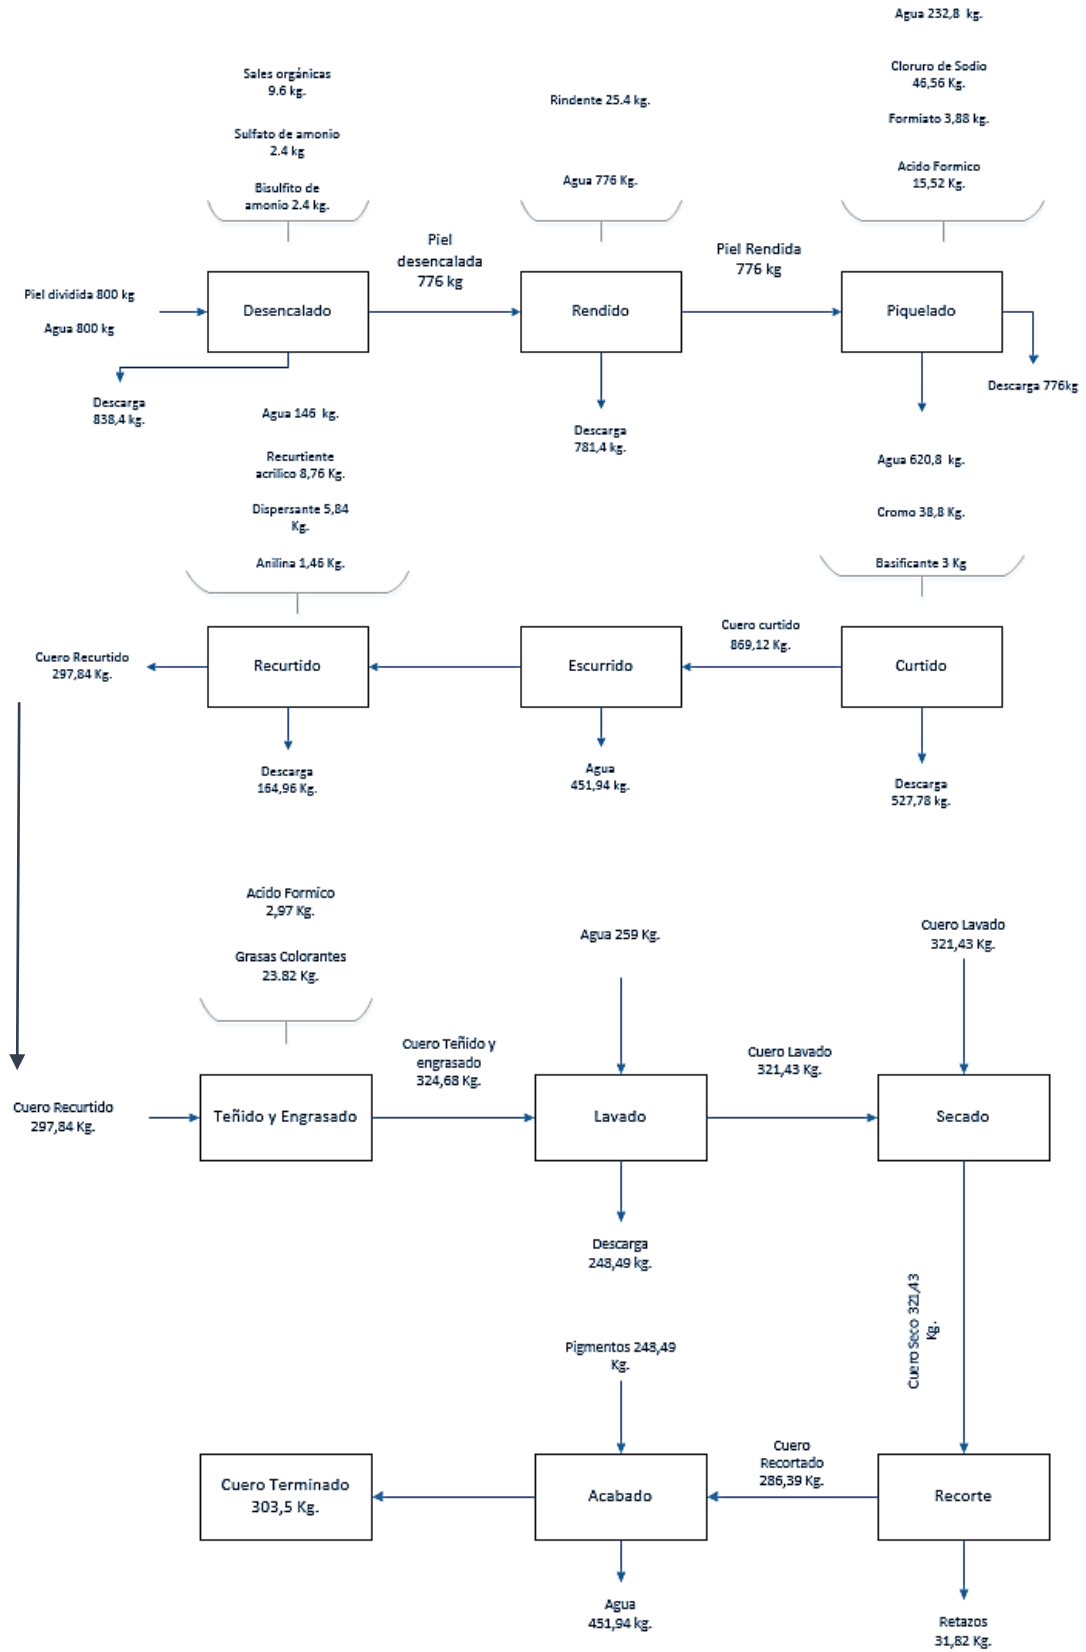 Agua 232,8 kg.
Sales orgánicas
9.6 kg.
Cloruro de Sodio
46,56 Kg.
Rindente 25.4 kg.
Formiato 3,88 kg.
Sulfato de amonio
2.4 kg
Acido Formico
15,52 Kg.
Agua 776 Kg.
Bisulfito de
amonio 2.4 kg.
Piel
desencalada
776 kg
Piel Rendida
776 kg
Piel dividida 800 kg
Agua 800 kg
Desencalado
Rendido
Piquelado
Descarga 776kg
Descarga
838,4 kg.
Descarga
781,4 kg.
Agua 146 kg.
Recurtiente
acrilico 8,76 Kg.
Dispersante 5,84
Kg.
Anilina 1,46 Kg.
Agua 620,8 kg.
Cromo 38,8 Kg.
Basificante 3 Kg
Cuero Recurtido
297,84 Kg.
Recurtido
Escurrido
Cuero curtido
869,12 Kg.
Curtido
Descarga
164,96 Kg.
Agua
451,94 kg.
Descarga
527,78 kg.
Acido Formico
2,97 Kg.
Grasas Colorantes
23.82 Kg.
Agua 259 Kg.
Cuero Lavado
321,43 Kg.
Cuero Recurtido
297,84 Kg.
Teñido y Engrasado
Cuero Teñido y
engrasado
324,68 Kg.
Lavado
Cuero Lavado
321,43 Kg.
Secado
Descarga
248,49 kg.
Cuero Seco 321,43
Kg.
Pigmentos 248,49
Kg.
Cuero Terminado
303,5 Kg.
Acabado
Cuero
Recortado
286,39 Kg.
Recorte
Agua
451,94 kg.
Retazos
31,82 Kg.